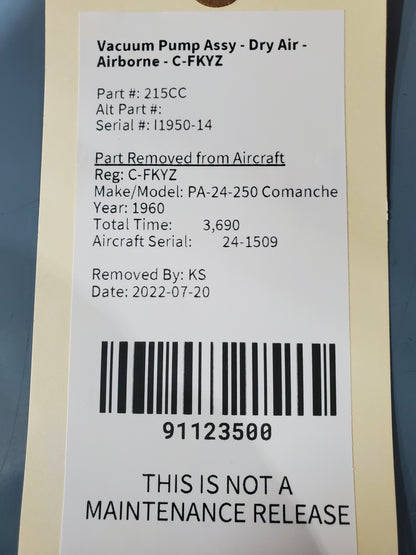 Vacuum Pump Assy - Dry Air -
Airborne - C-FKYZ
Part #: 215CC
Alt Part #:
Serial #: I1950-14
Part Removed from Aircraft
Reg: C-FKYZ
Make/Model: PA-24-250 Comanche
Year: 1960
Total Time: 3,690
Aircraft Serial: 24-1509
Removed By: KS
Date: 2022-07-20
91123500
THIS IS NOT A
MAINTENANCE RELEASE